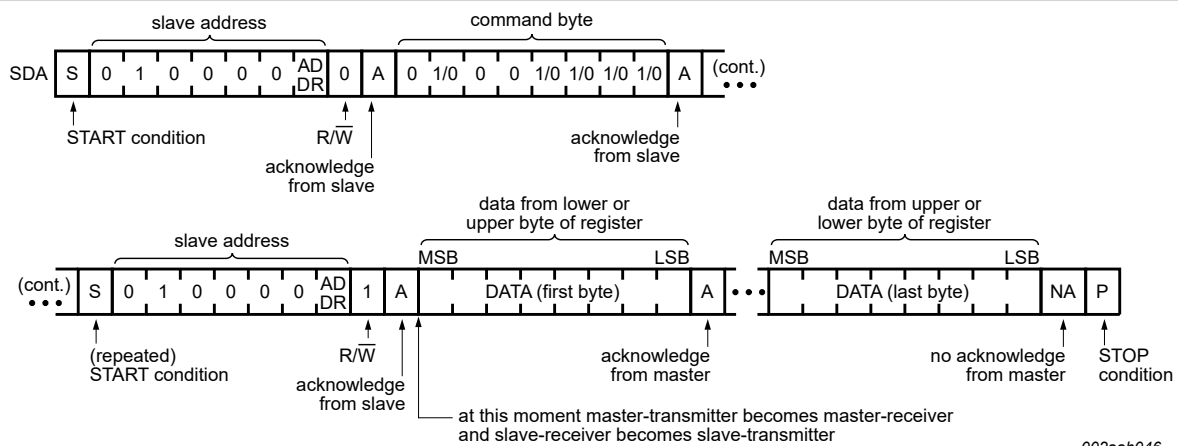 slave address
command byte
SDA S 0 1 0 0 0 0 AD DR 0 A 0 1/0 0 0 1/0 1/0 1/0 1/0 A (cont.)
START condition
R/W
acknowledge
from slave
acknowledge
from slave
data from lower or
upper byte of register
data from upper or
lower byte of register
slave address
MSB LSB MSB LSB
(cont.) S 0 1 0 0 0 0 AD DR 1 A DATA (first byte) A DATA (last byte) NA P
(repeated)
START condition
R/W
acknowledge
from slave
acknowledge
from master
no acknowledge
from master
STOP
condition
at this moment master-transmitter becomes master-receiver
and slave-receiver becomes slave-transmitter